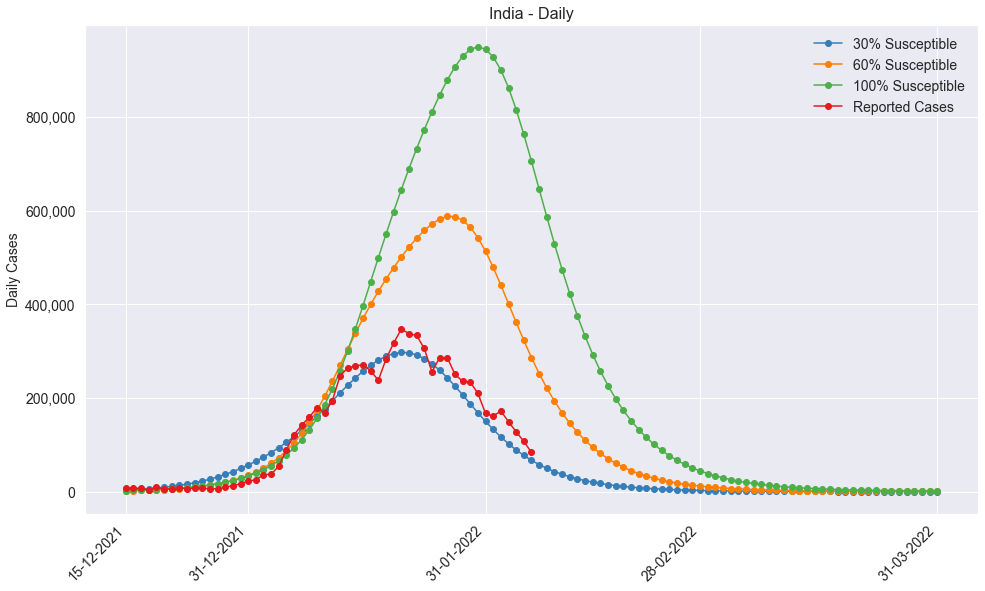 India - Daily
30% Susceptible
60% Susceptible
100% Susceptible
Reported Cases
Daily Cases
800,000
600,000
400,000
200,000
0
15-12-2021
31-12-2021
31-01-2022
28-02-2022
31-03-2022